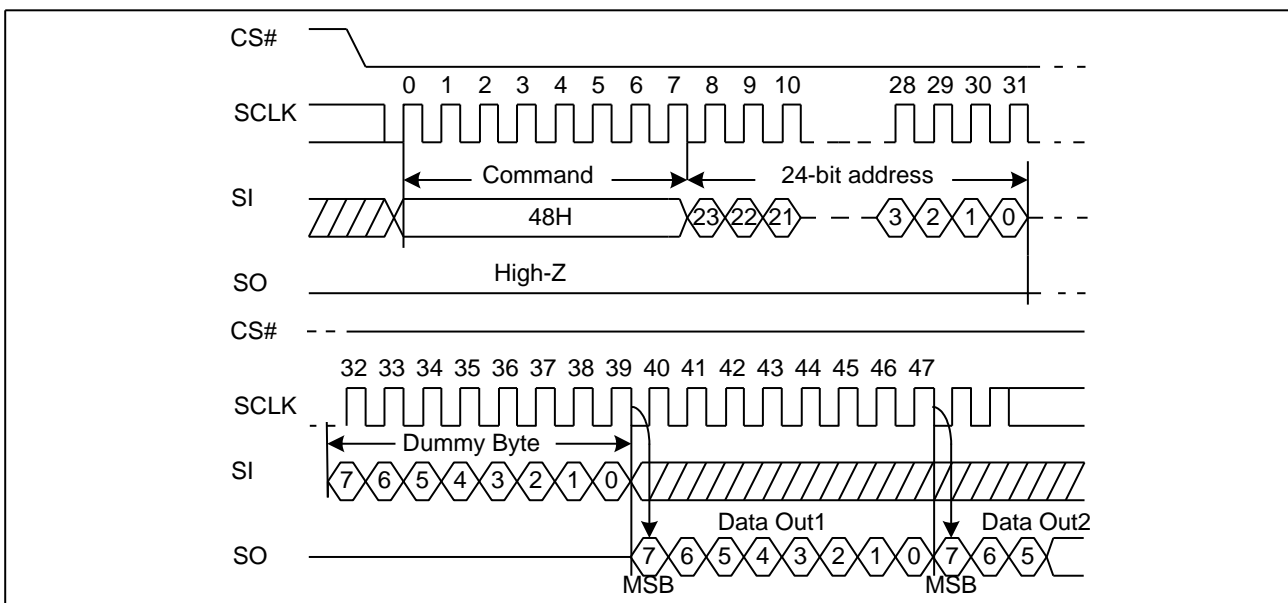 CS#
0 1 2 3 4 5 6 7 8 9 10 28 29 30 31
SCLK
Command 24-bit address
SI
48H 23 22 21 3 2 1 0
High-Z
SO
CS#
32 33 34 35 36 37 38 39 40 41 42 43 44 45 46 47
SCLK
Dummy Byte
SI
7 6 5 4 3 2 1 0
Data Out1 Data Out2
SO
7 6 5 4 3 2 1 0 7 6 5
MSB MSB